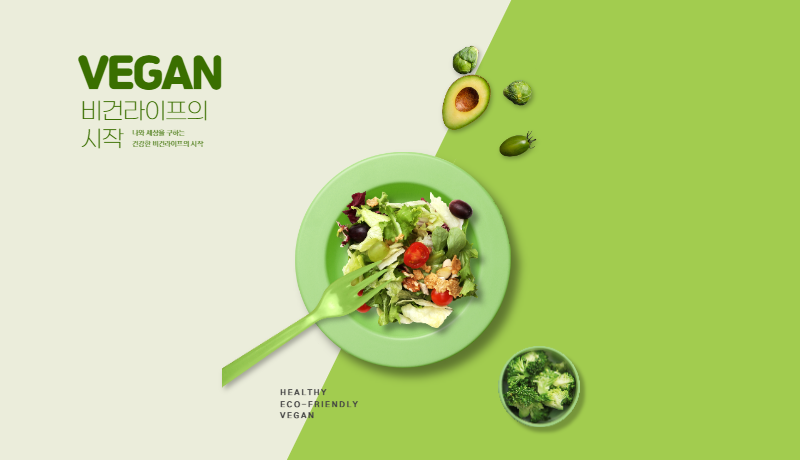 VEGAN
비건라이프의
시작
나와 세상을 구하는
건강한 비건라이프의 시작
HEALTHY
ECO-FRIENDLY
VEGAN